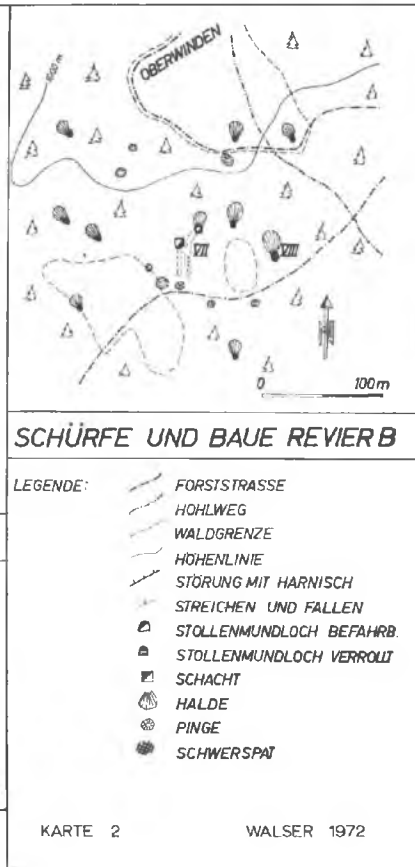 OBERWINDEN
VII
VIII
0 100m
SCHÜRFE UND BAUE REVIER B
LEGENDE:
FORSTSTRASSE
HOHLWEG
WALDGRENZE
HÖHENLINIE
STÖRUNG MIT HARNISCH
STREICHEN UND FALLEN
STOLLENMUNDLOCH BEFAHRB.
STOLLENMUNDLOCH VERROLLT
SCHACHT
HALDE
PINGE
SCHWERSPAT
KARTE 2 WALSER 1972